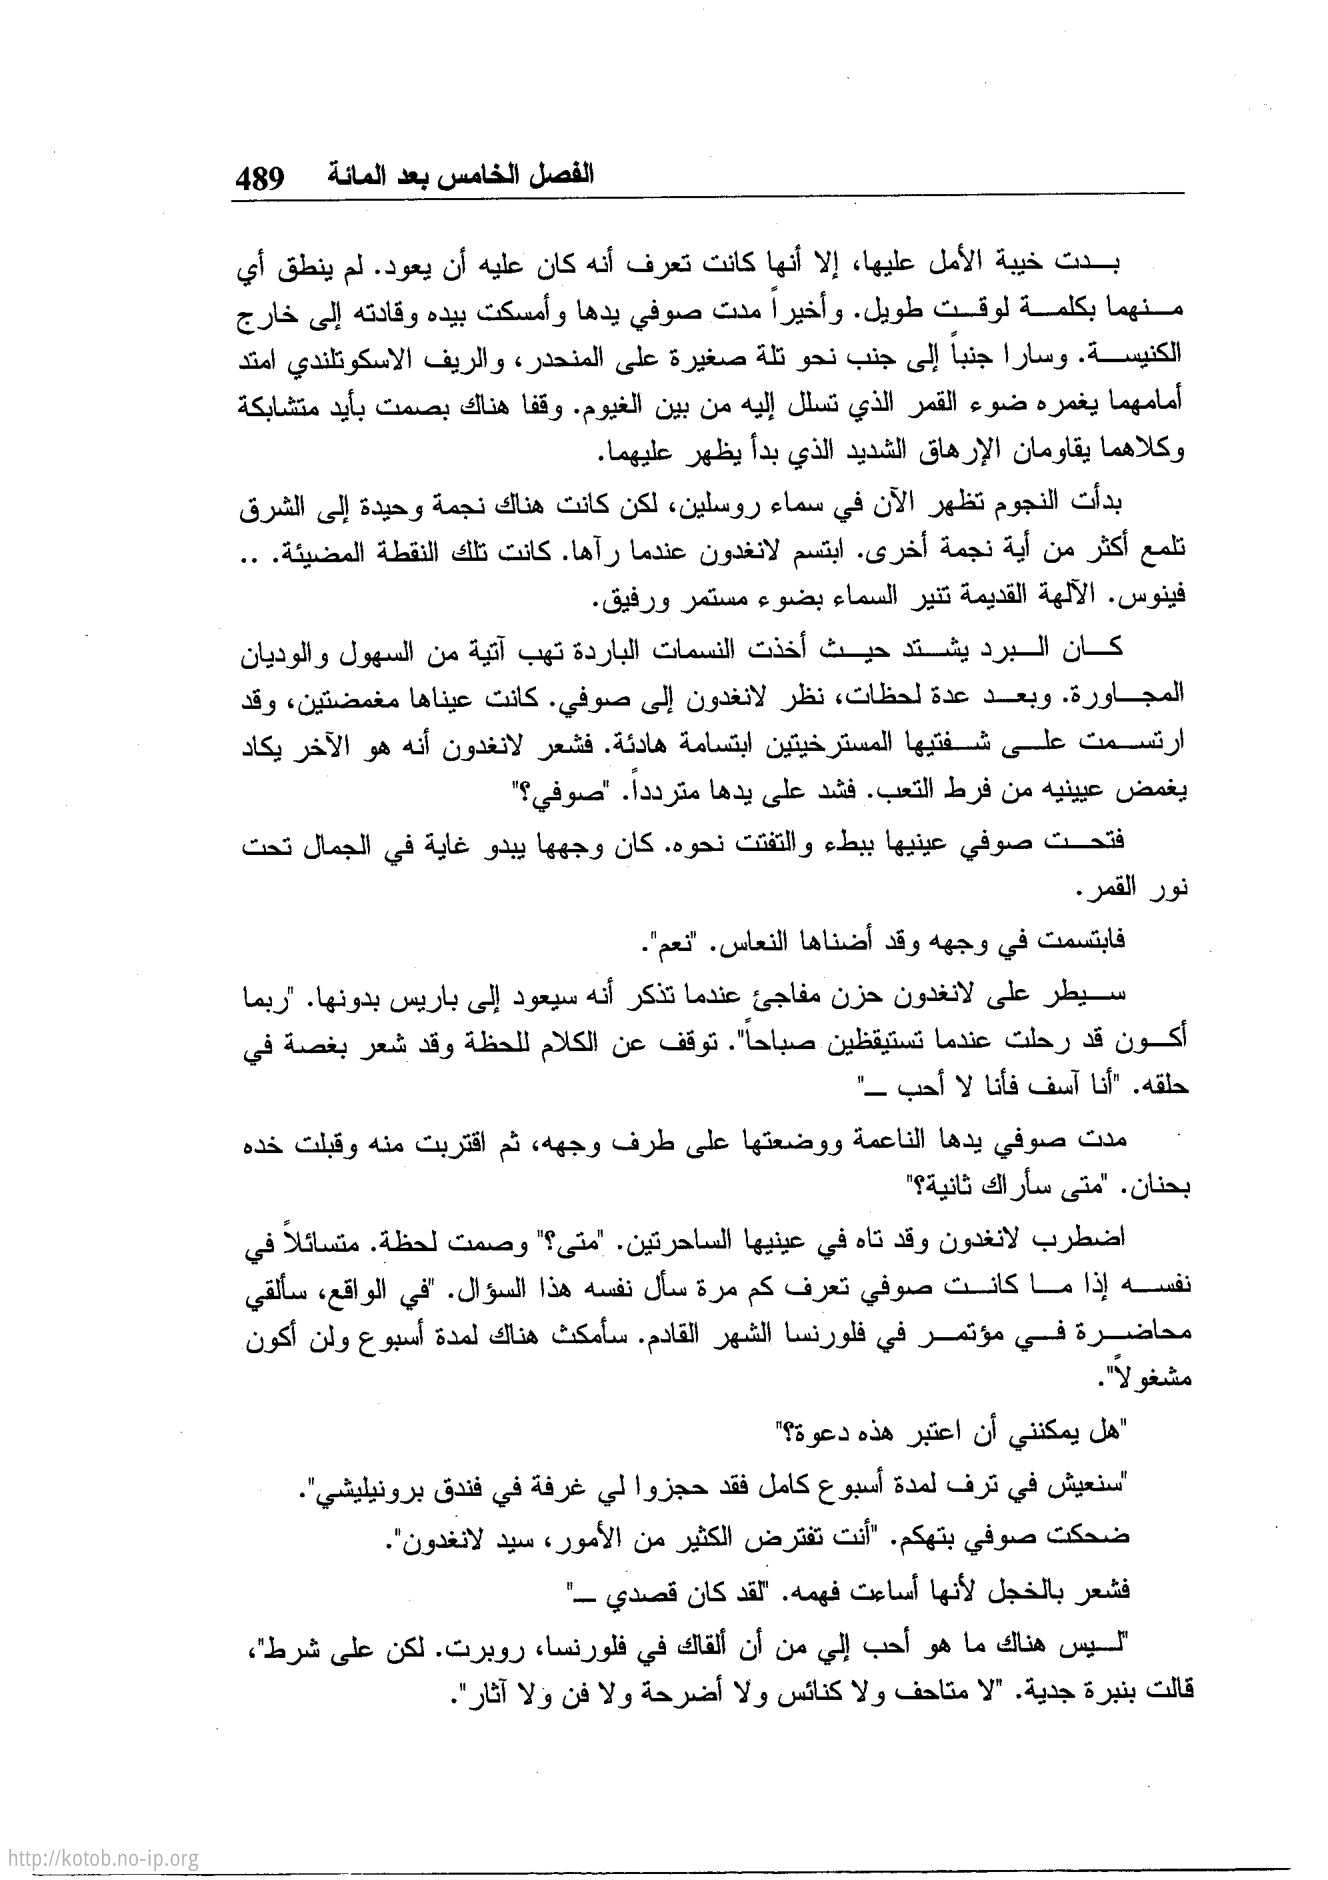 الفصل الخامس بعد المائة 489
بدت خيبة الأمل عليها، إلا أنها كانت تعرف أنه كان عليه أن يعود. لم ينطق أي
منهما بكلمة لوقت طويل. وأخيراً مدت صوفي يدها وأمسكت بيده وقادته إلى خارج
الكنيسة. وسارا جنباً إلى جنب نحو تلة صغيرة على المنحدر، والريف الاسكوتلندي امتد
أمامهما يغمره ضوء القمر الذي تسلل إليه من بين الغيوم. وقفا هناك بصمت بأيد متشابكة
وكلاهما يقاومان الإرهاق الشديد الذي بدأ يظهر عليهما.
بدأت النجوم تظهر الآن في سماء روسلين، لكن كانت هناك نجمة وحيدة إلى الشرق
تلمع أكثر من أية نجمة أخرى. ابتسم لانغدون عندما رآها. كانت تلك النقطة المضيئة. ..
فينوس. الآلهة القديمة تنير السماء بضوء مستمر ورفيق.
كان البرد يشتد حيث أخذت النسمات الباردة تهب آتية من السهول والوديان
المجاورة. وبعد عدة لحظات، نظر لانغدون إلى صوفي. كانت عيناها مغمضتين، وقد
ارتسمت على شفتيها المسترخيتين ابتسامة هادئة. فشعر لانغدون أنه هو الآخر يكاد
يغمض عيينيه من فرط التعب. فشد على يدها متردداً. "صوفي؟"
فتحت صوفي عينيها ببطء والتفتت نحوه. كان وجهها يبدو غاية في الجمال تحت
نور القمر.
فابتسمت في وجهه وقد أضناها النعاس. "نعم".
سيطر على لانغدون حزن مفاجئ عندما تذكر أنه سيعود إلى باريس بدونها. "ربما
أكون قد رحلت عندما تستيقظين صباحاً". توقف عن الكلام للحظة وقد شعر بغصة في
حلقه. "أنا آسف فأنا لا أحب ــ"
مدت صوفي يدها الناعمة ووضعتها على طرف وجهه، ثم اقتربت منه وقبلت خده
بحنان. "متى سأراك ثانية؟"
اضطرب لانغدون وقد تاه في عينيها الساحرتين. "متى؟" وصمت لحظة. متسائلاً في
نفسه إذا ما كانت صوفي تعرف كم مرة سأل نفسه هذا السؤال. "في الواقع، سألقي
محاضرة في مؤتمر في فلورنسا الشهر القادم. سأمكث هناك لمدة أسبوع ولن أكون
مشغولاً".
"هل يمكنني أن اعتبر هذه دعوة؟"
"سنعيش في ترف لمدة أسبوع كامل فقد حجزوا لي غرفة في فندق برونيليشي".
ضحكت صوفي بتهكم. "أنت تفترض الكثير من الأمور، سيد لانغدون".
فشعر بالخجل لأنها أساءت فهمه. "لقد كان قصدي ــ"
"ليس هناك ما هو أحب إلي من أن ألقاك في فلورنسا، روبرت. لكن على شرط"،
قالت بنبرة جدية. "لا متاحف ولا كنائس ولا أضرحة ولا فن ولا آثار".
http://kotob.no-ip.org